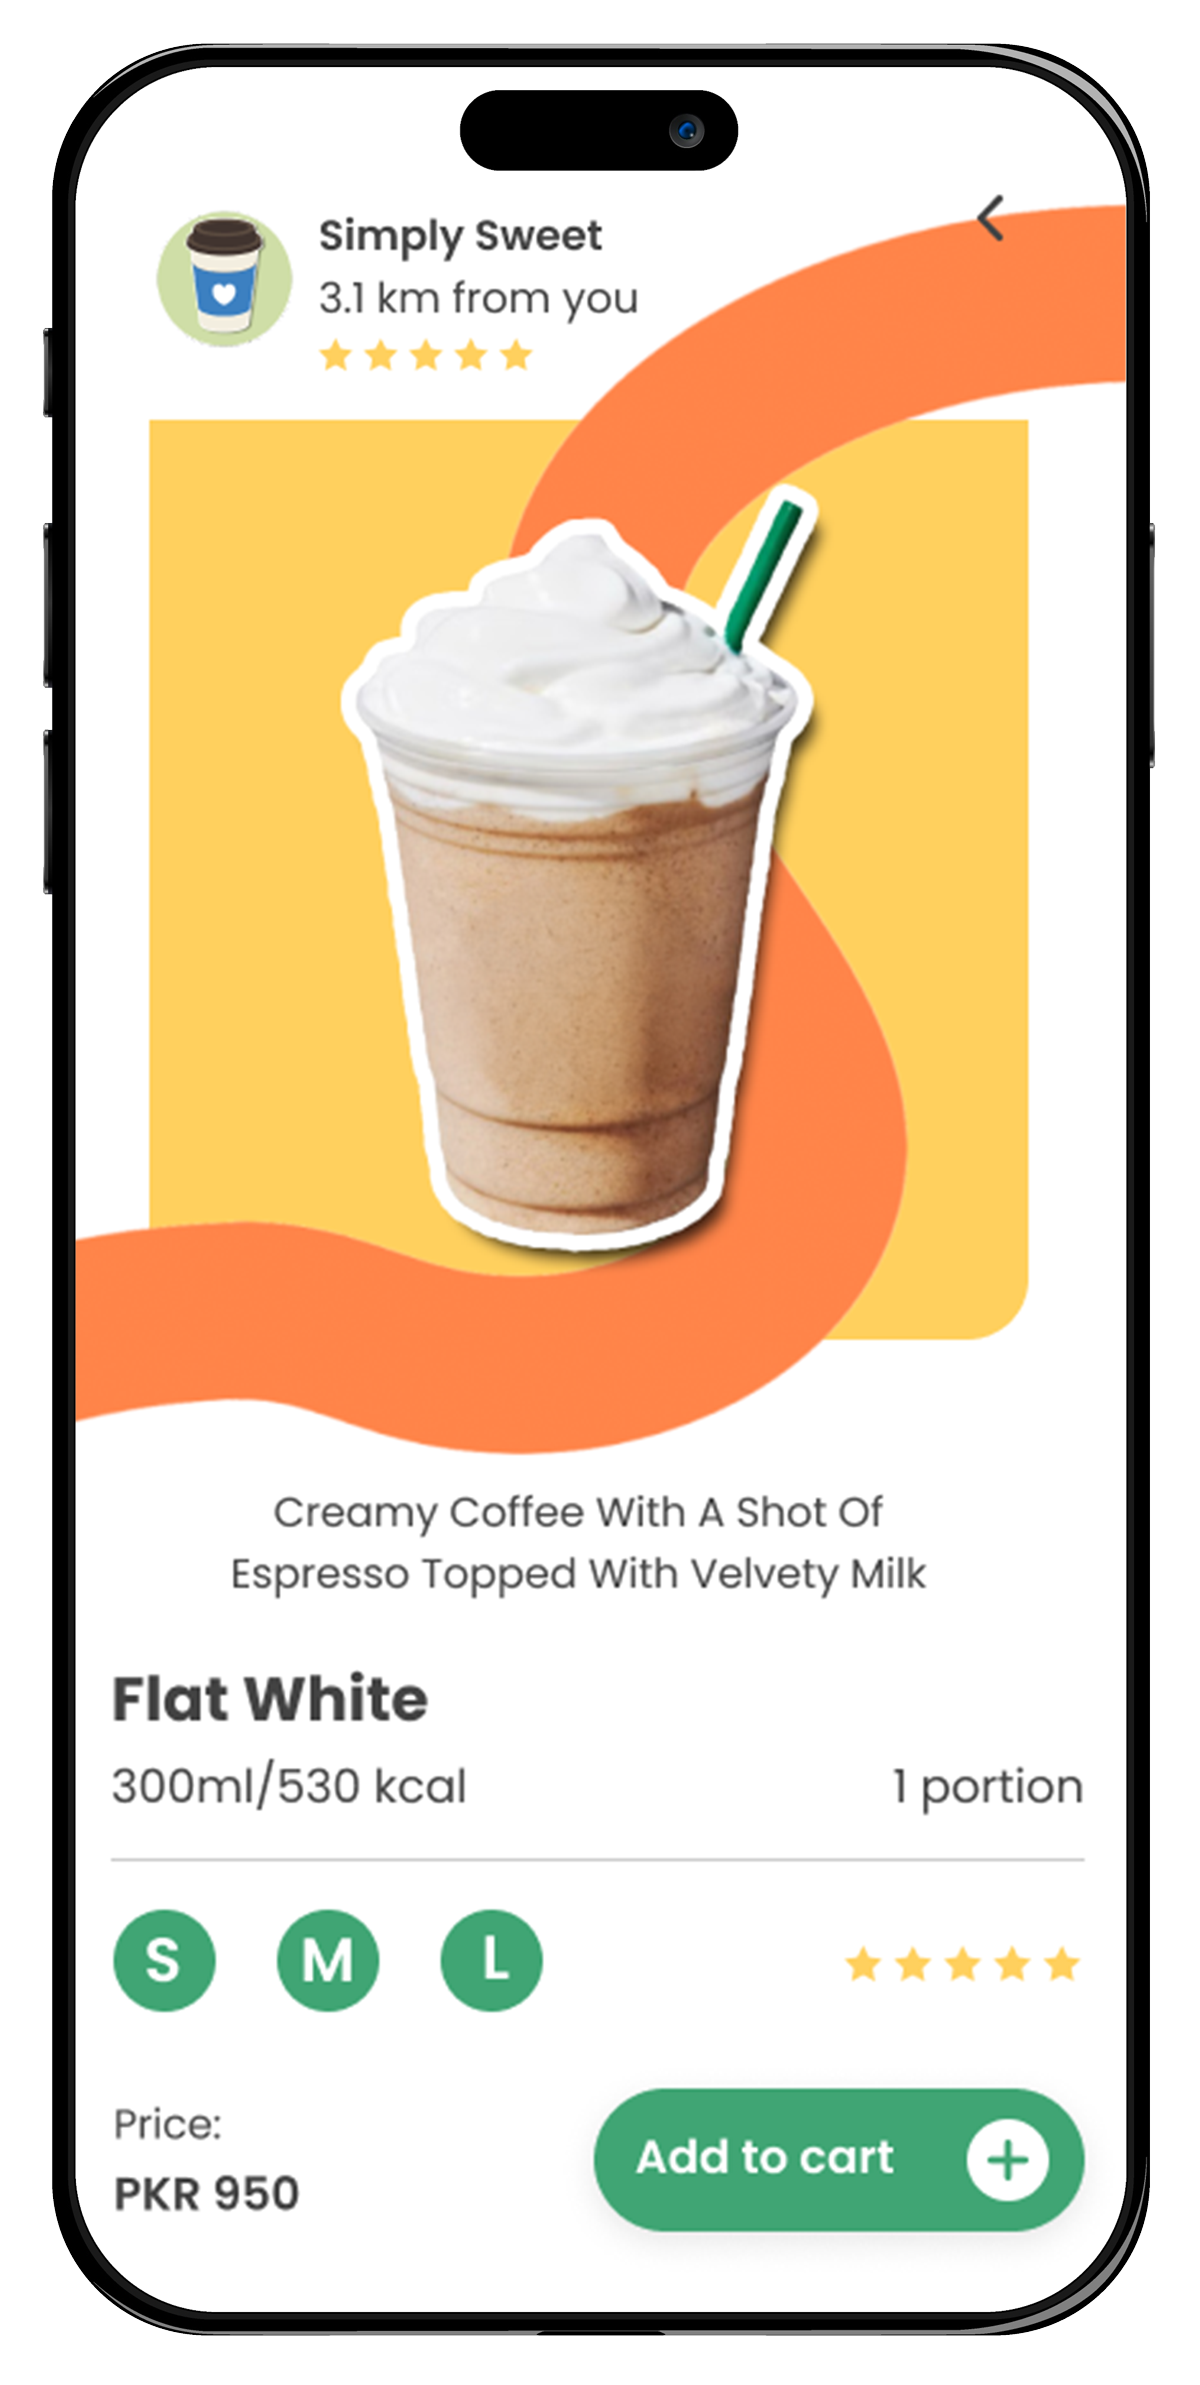 Simply Sweet
3.1 km from you
Creamy Coffee With A Shot Of
Espresso Topped With Velvety Milk
Flat White
300ml/530 kcal
1 portion
S
M
L
Price:
PKR 950
Add to cart